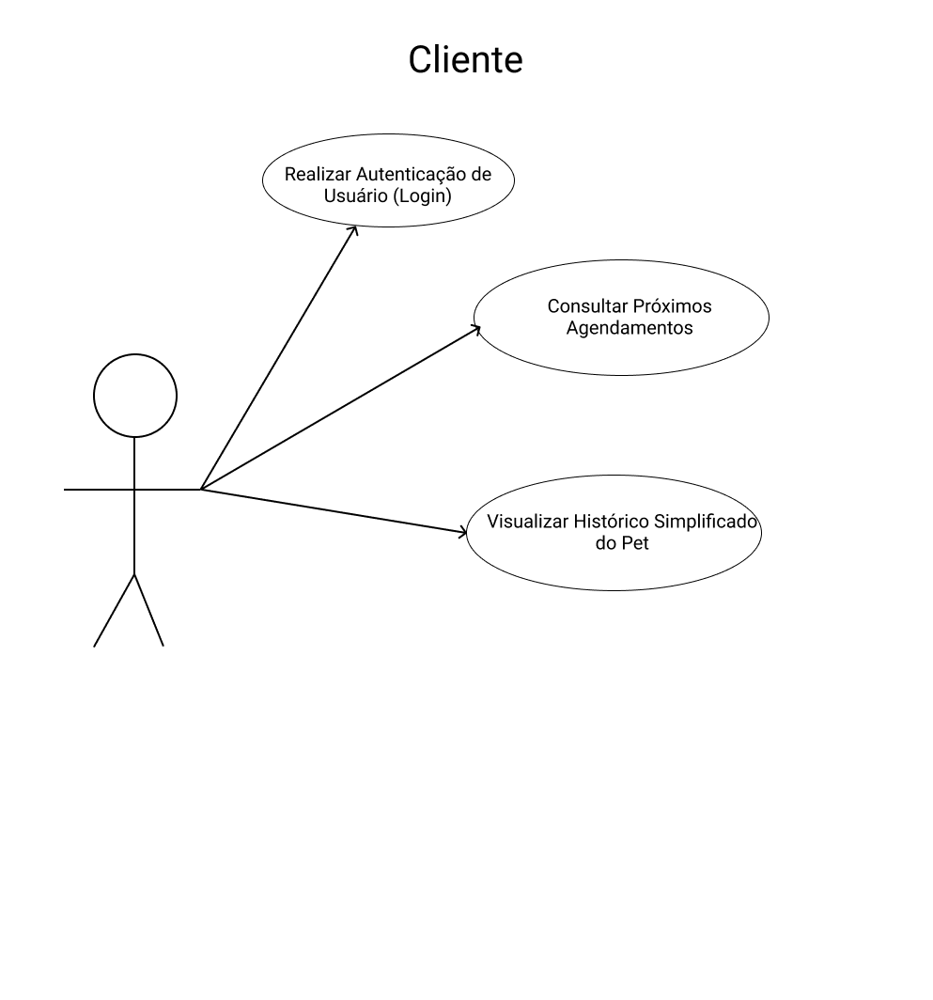 Cliente
Realizar Autenticação de
Usuário (Login)
Consultar Próximos
Agendamentos
Visualizar Histórico Simplificado
do Pet